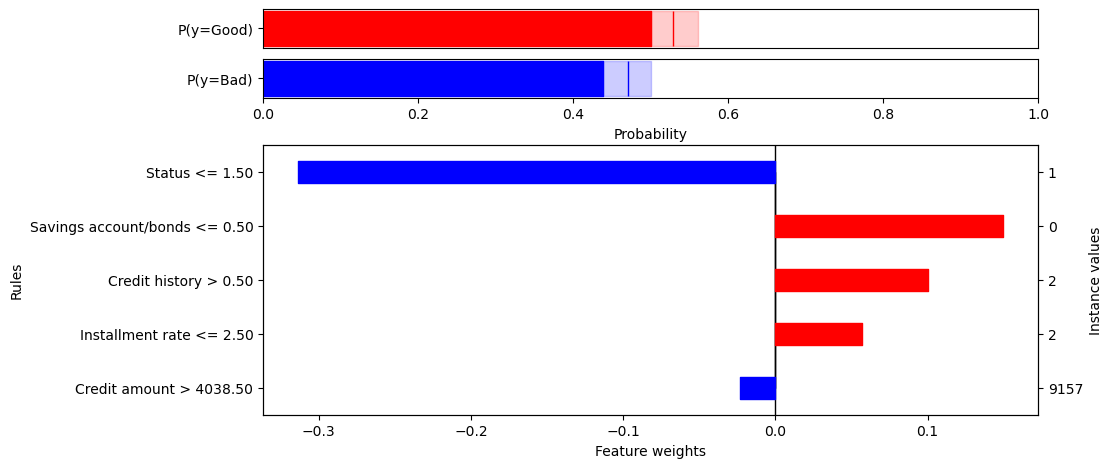 P(y=Good)
P(y=Bad)
0.0 0.2 0.4 0.6 0.8 1.0
Probability
Status <= 1.50 1
Savings account/bonds <= 0.50 0
Credit history > 0.50 2
Installment rate <= 2.50 2
Credit amount > 4038.50 9157
Rules
Instance values
−0.3 −0.2 −0.1 0.0 0.1
Feature weights